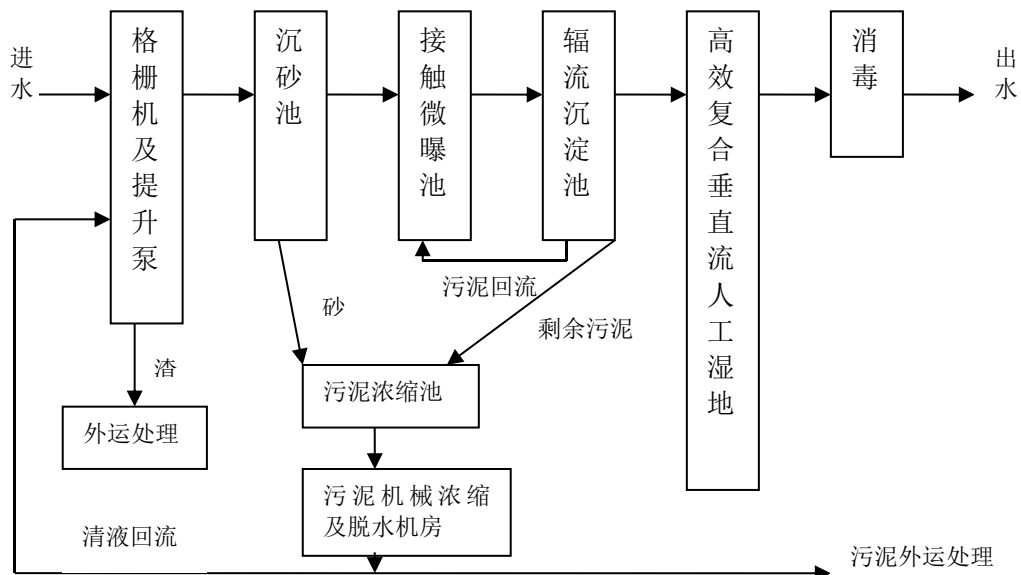 进水
格栅机及提升泵
沉砂池
接触微曝池
辐流沉淀池
高效复合垂直流人工湿地
消毒
出水
污泥回流
砂
剩余污泥
渣
污泥浓缩池
外运处理
污泥机械浓缩
及脱水机房
清液回流
污泥外运处理